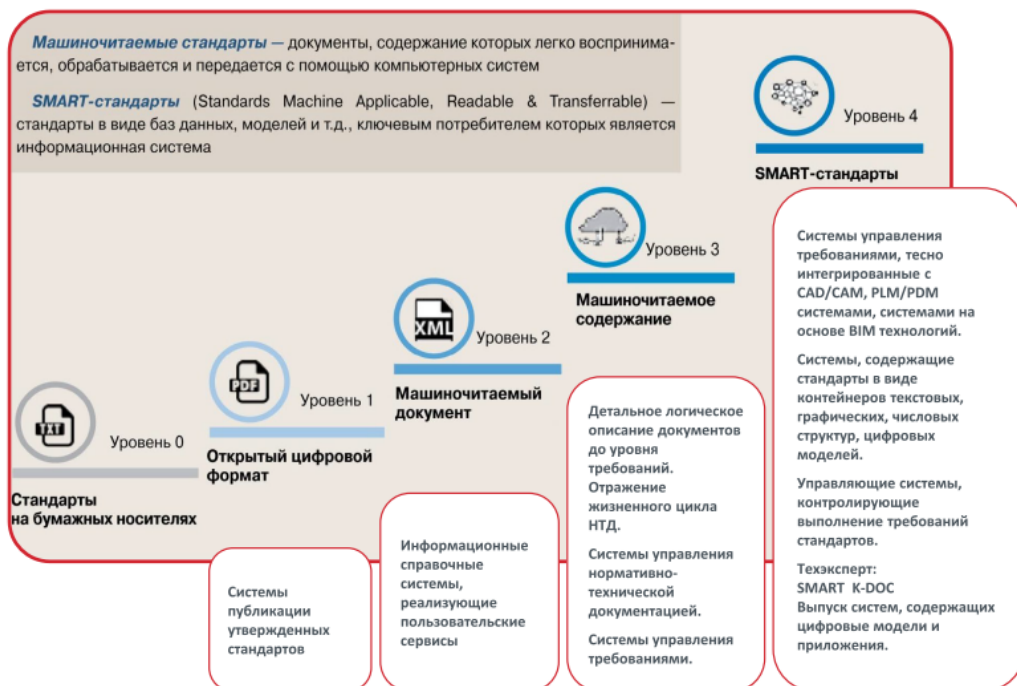 Машиночитаемые стандарты — документы, содержание которых легко воспринима-
ется, обрабатывается и передается с помощью компьютерных систем
SMART-стандарты (Standards Machine Applicable, Readable & Transferrable) —
стандарты в виде баз данных, моделей и т.д., ключевым потребителем которых является
информационная система
TXT
Уровень 0
Стандарты
на бумажных носителях
PDF
Уровень 1
Открытый цифровой
формат
Системы
публикации
утвержденных
стандартов
XML
Уровень 2
Машиночитаемый
документ
Информационные
справочные
системы,
реализующие
пользовательские
сервисы
Уровень 3
Машиночитаемое
содержание
Детальное логическое
описание документов
до уровня
требований.
Отражение
жизненного цикла
НТД.
Системы управления
нормативно-
технической
документацией.
Системы управления
требованиями.
Уровень 4
SMART-стандарты
Системы управления
требованиями, тесно
интегрированные с
CAD/CAM, PLM/PDM
системами, системами на
основе BIM технологий.
Системы, содержащие
стандарты в виде
контейнеров текстовых,
графических, числовых
структур, цифровых
моделей.
Управляющие системы,
контролирующие
выполнение требований
стандартов.
Техэксперт:
SMART K-DOC
Выпуск систем, содержащих
цифровые модели и
приложения.